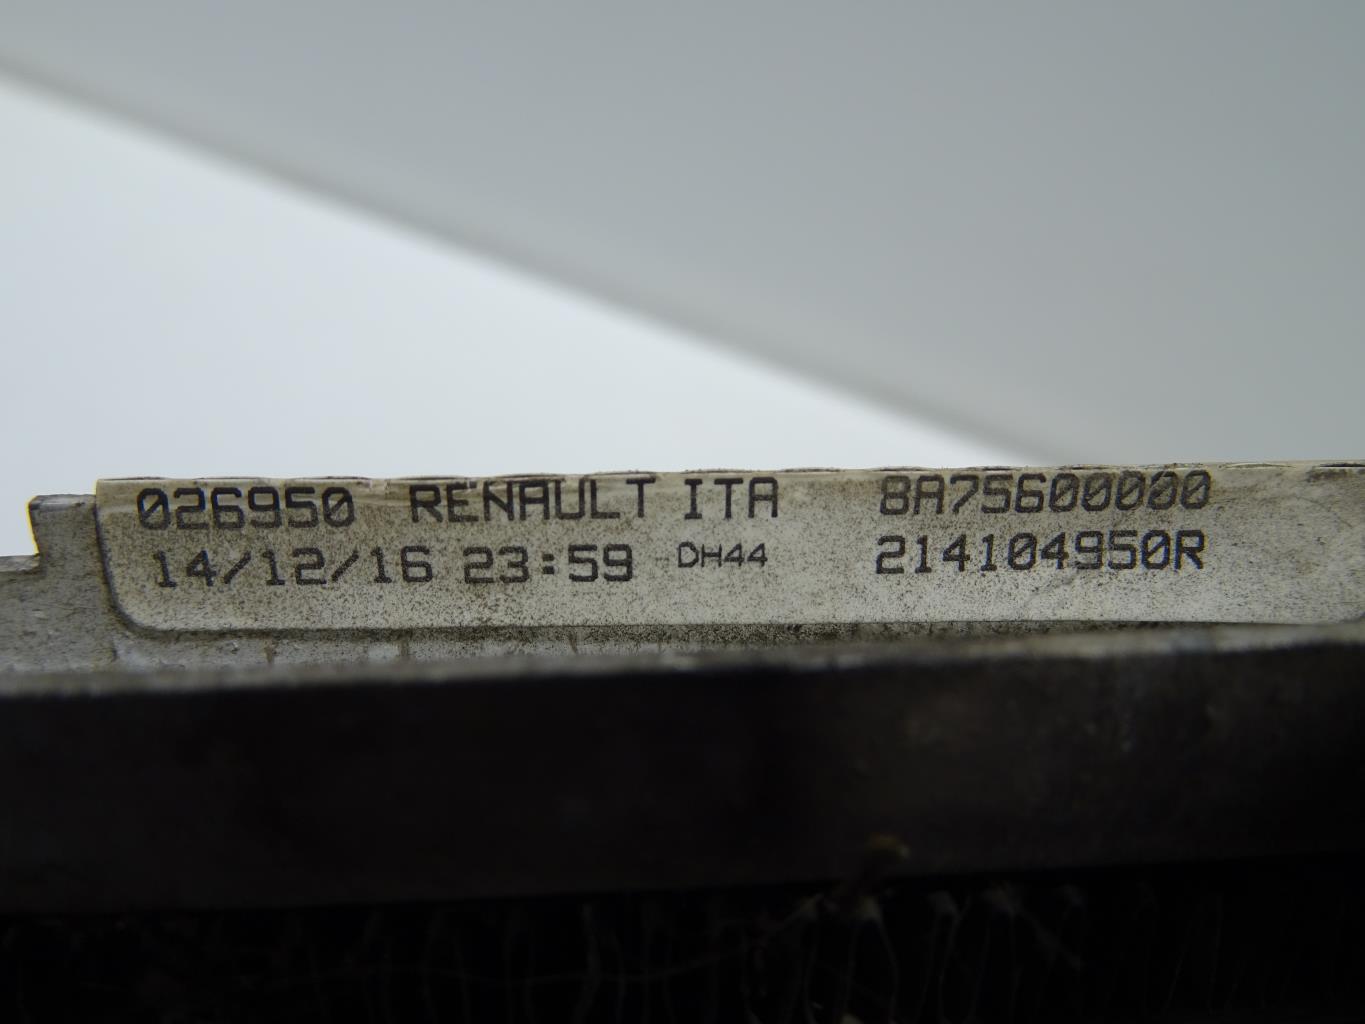 026950 RENAULT ITA 8A75600000
14/12/16 23:59 DH44 214104950R